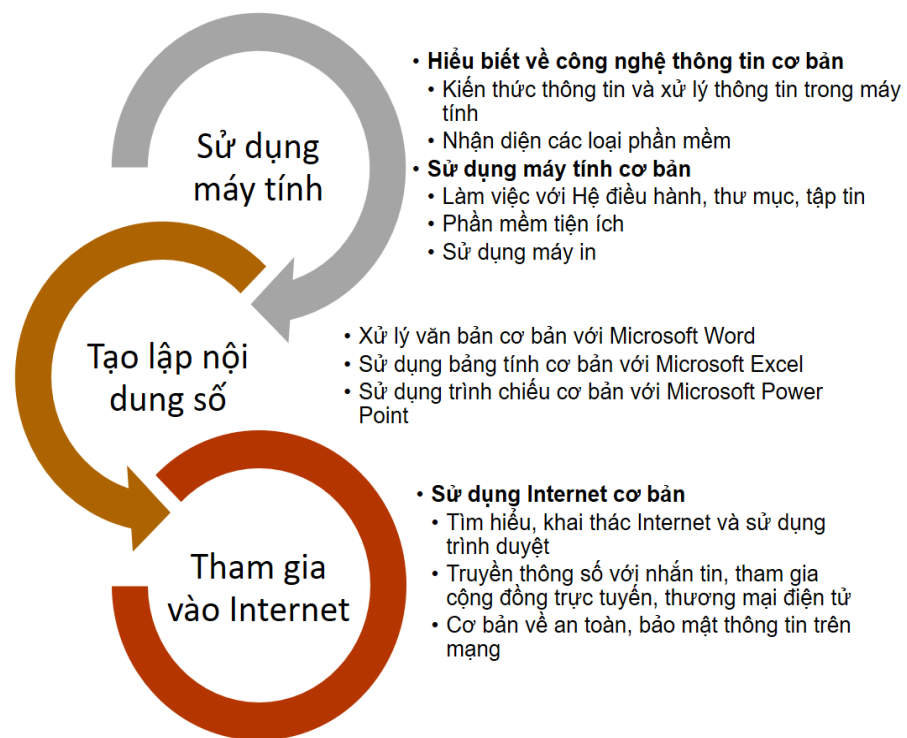 Sử dụng
máy tính
• Hiểu biết về công nghệ thông tin cơ bản
• Kiến thức thông tin và xử lý thông tin trong máy
tính
• Nhận diện các loại phần mềm
• Sử dụng máy tính cơ bản
• Làm việc với Hệ điều hành, thư mục, tập tin
• Phần mềm tiện ích
• Sử dụng máy in
Tạo lập nội
dung số
• Xử lý văn bản cơ bản với Microsoft Word
• Sử dụng bảng tính cơ bản với Microsoft Excel
• Sử dụng trình chiếu cơ bản với Microsoft Power
Point
Tham gia
vào Internet
• Sử dụng Internet cơ bản
• Tìm hiểu, khai thác Internet và sử dụng
trình duyệt
• Truyền thông số với nhắn tin, tham gia
cộng đồng trực tuyến, thương mại điện tử
• Cơ bản về an toàn, bảo mật thông tin trên
mạng